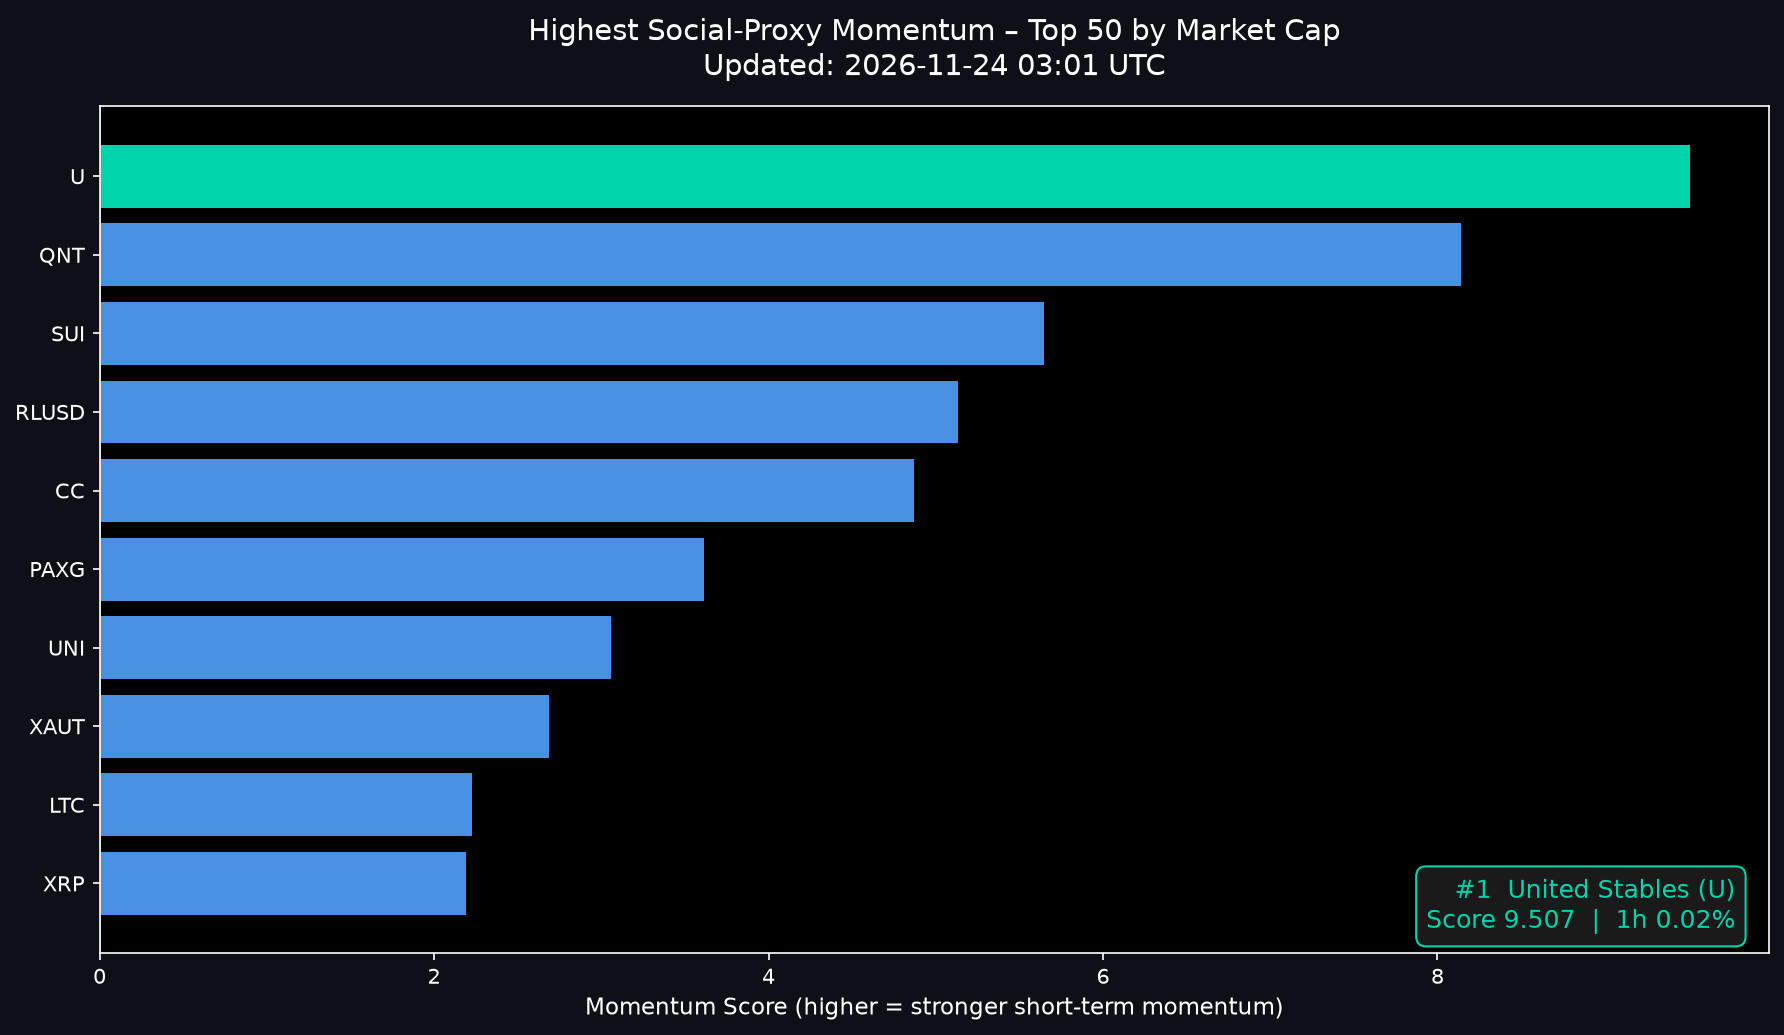 Highest Social-Proxy Momentum – Top 50 by Market Cap
Updated: 2026-11-24 03:01 UTC
U
QNT
SUI
RLUSD
CC
PAXG
UNI
XAUT
LTC
XRP
#1  United Stables (U)
Score 9.507  |  1h 0.02%
0
2
4
6
8
Momentum Score (higher = stronger short-term momentum)